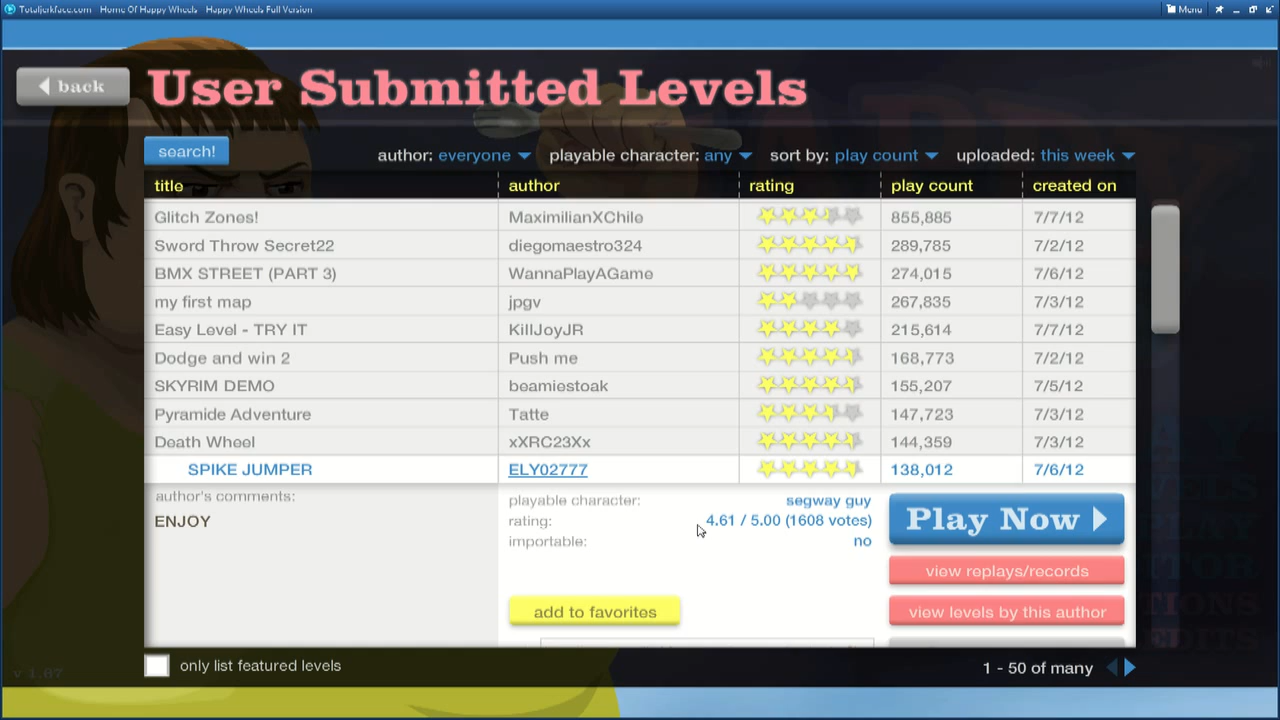 Totaljerkface.com - Home Of Happy Wheels - Happy Wheels Full Version
Menu
back
User Submitted Levels
search!
author: everyone playable character: any sort by: play count uploaded: this week
title author rating play count created on
Glitch Zones! MaximilianXChile 855,885 7/7/12
Sword Throw Secret22 diegomaestro324 289,785 7/2/12
BMX STREET (PART 3) WannaPlayAGame 274,015 7/6/12
my first map jpgv 267,835 7/3/12
Easy Level - TRY IT KillJoyJR 215,614 7/7/12
Dodge and win 2 Push me 168,773 7/2/12
SKYRIM DEMO beamiestoak 155,207 7/5/12
Pyramide Adventure Tatte 147,723 7/3/12
Death Wheel xXRC23Xx 144,359 7/3/12
SPIKE JUMPER ELY02777 138,012 7/6/12
author's comments:
ENJOY
playable character: segway guy
rating: 4.61 / 5.00 (1608 votes)
importable: no
Play Now
view replays/records
add to favorites
view levels by this author
only list featured levels
1 - 50 of many
v 1.67